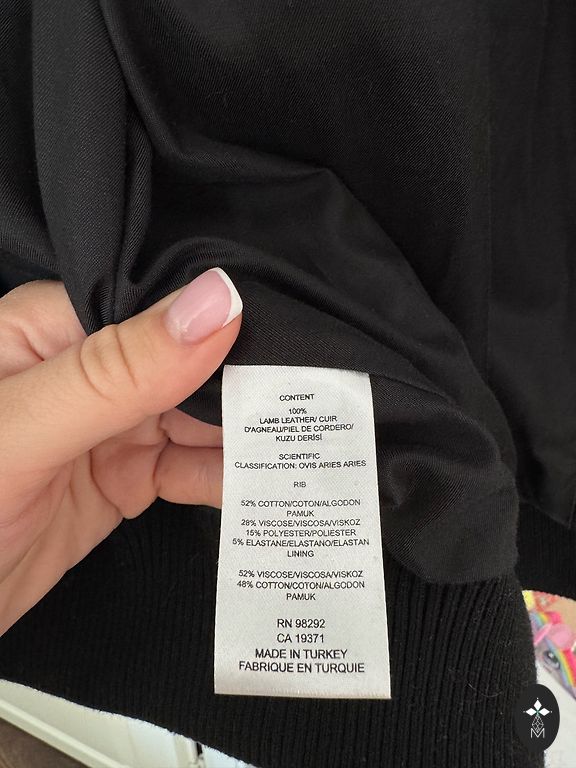 CONTENT
100%
LAMB LEATHER/ CUIR
D'AGNEAU/PIEL DE CORDERO/
KUZU DERİSİ
SCIENTIFIC
CLASSIFICATION: OVIS ARIES ARIES
RIB
52% COTTON/COTON/ALGODON
PAMUK
28% VISCOSE/VISCOSA/VISKOZ
15% POLYESTER/POLIESTER
5% ELASTANE/ELASTANO/ELASTAN
LINING
52% VISCOSE/VISCOSA/VISKOZ
48% COTTON/COTON/ALGODON
PAMUK
RN 98292
CA 19371
MADE IN TURKEY
FABRIQUE EN TURQUIE
M